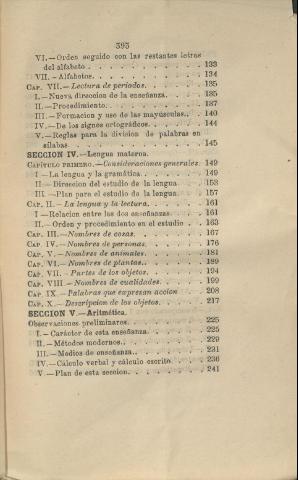 393
VI.—Orden seguido con las restantes letras
del alfabeto. . . . . . . . . . . 133
VII.—Alfabetos. . . . . . . . . . . 134
CAP. VII.—Lectura de periodos. . . . . . 135
I.—Nueva direccion de la enseñanza. . . . 135
II.—Procedimiento. . . . . . . . . . 137
III.—Formacion y uso de las mayúsculas. . . 140
IV.—De los signos ortográficos. . . . . . 144
V.—Reglas para la division de palabras en
sílabas . . . . . . . . . . . . 145
SECCION IV.—Lengua materna.
CAPÍTULO PRIMERO.—Consideraciones generales. 149
I—La lengua y la gramática. . . . . . 149
II—Direccion del estudio de la lengua. . . 153
III—Plan para el estudio de la lengua. . . 157
CAP. II.—La lengua y la lectura. . . . . 161
I—Relacion entre las dos enseñanzas. . . . 161
II.—Orden y procedimiento en el estudio . . 163
CAP. III.—Nombres de cosas. . . . . . . 167
CAP. IV.—Nombres de personas. . . . . . 176
CAP. V.—Nombres de animales. . . . . . 181
CAP. VI.—Nombres de plantas. . . . . . 189
CAP. VII.—Partes de los objetos. . . . . 194
CAP. VIII—Nombres de cualidades. . . . . 199
CAP. IX.—Palabras que expresan accion . . 208
CAP. X.—Descripcion de los objetos. . . . 217
SECCION V.—Aritmética.
Observaciones preliminares. . . . . . . 225
I.—Carácter de esta enseñanza. . . . . . 225
II.—Métodos modernos. . . . . . . . . 229
III.—Medios de enseñanza. . . . . . . . 231
IV.—Cálculo verbal y cálculo escrito. . . . 236
V—Plan de esta seccion. . . . . . . . 241